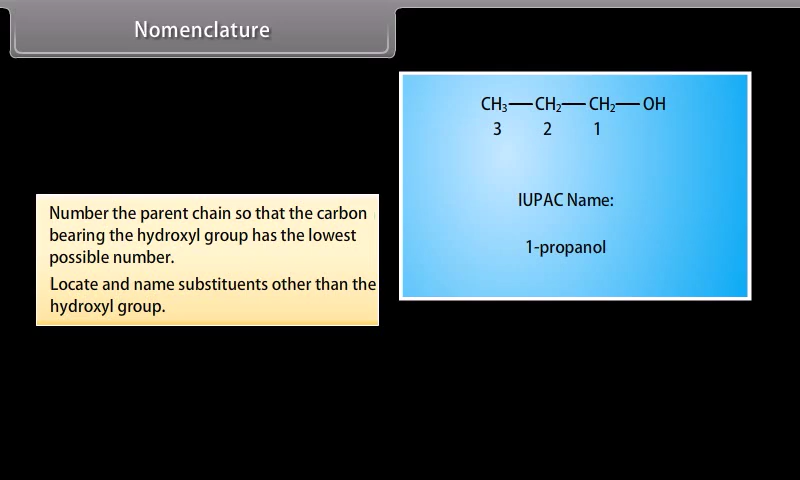 Nomenclature
CH₃—CH₂—CH₂—OH
3 2 1
Number the parent chain so that the carbon
bearing the hydroxyl group has the lowest
possible number.
Locate and name substituents other than the
hydroxyl group.
IUPAC Name:
1-propanol